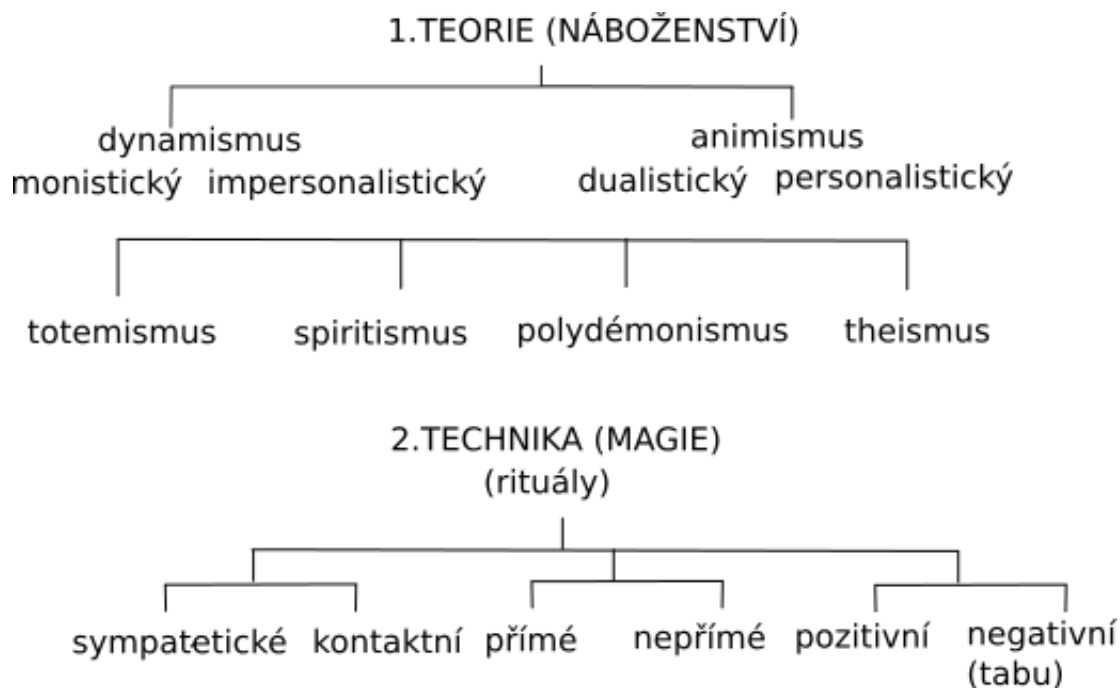 1.TEORIE (NÁBOŽENSTVÍ)
dynamismus animismus
monistický impersonalistický dualistický personalistický
totemismus spiritismus polydémonismus theismus
2.TECHNIKA (MAGIE)
(rituály)
sympatetické kontaktní přímé nepřímé pozitivní negativní
(tabu)